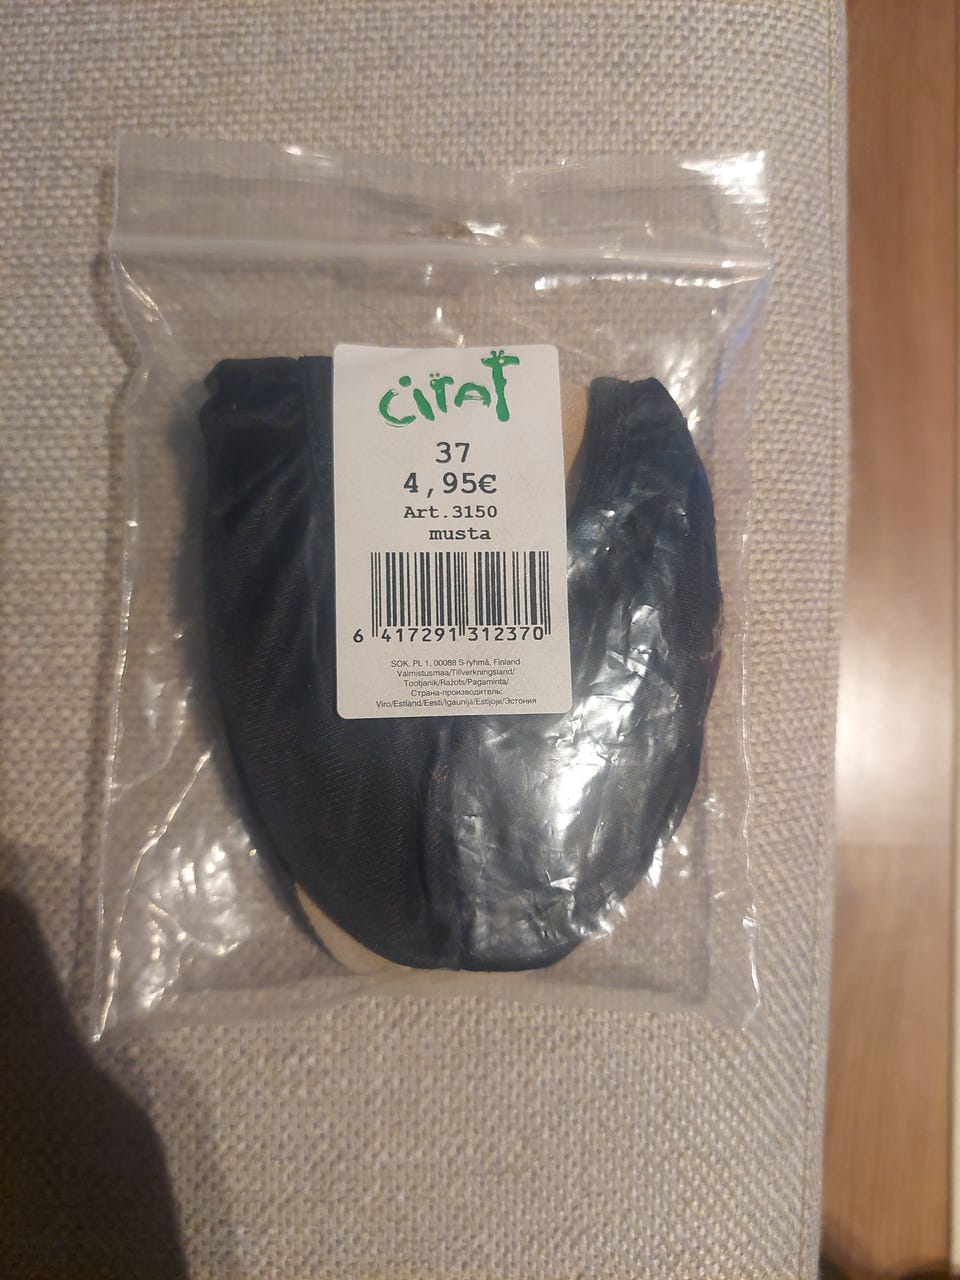 CiTAT
37
4,95€
Art.3150
musta
6 417291 312370
SOK, PL 1, 00088 S-ryhmä, Finland
Valmistusmaa/Tillverkningsland/
Tootjariik/Ražots/Pagaminta/
Страна-производитель:
Viro/Estland/Eesti/Igaunija/Estijoje/Эстония